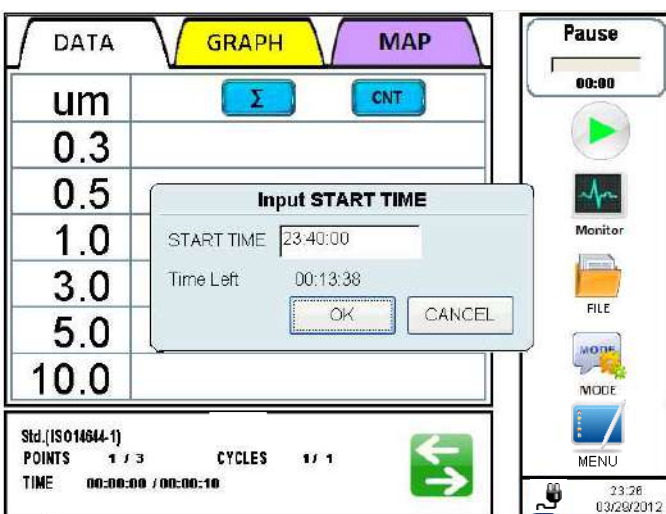 DATA GRAPH MAP
um Σ CNT
0.3
0.5
1.0
3.0
5.0
10.0
Input START TIME
START TIME 23:40:00
Time Left 00:13:38
OK CANCEL
Std.(ISO14644-1)
POINTS 1 / 3 CYCLES 1 / 1
TIME 00:00:00 / 00:00:10
Pause
00:00
Monitor
FILE
MODE
MODE
MENU
23:26
03/29/2012